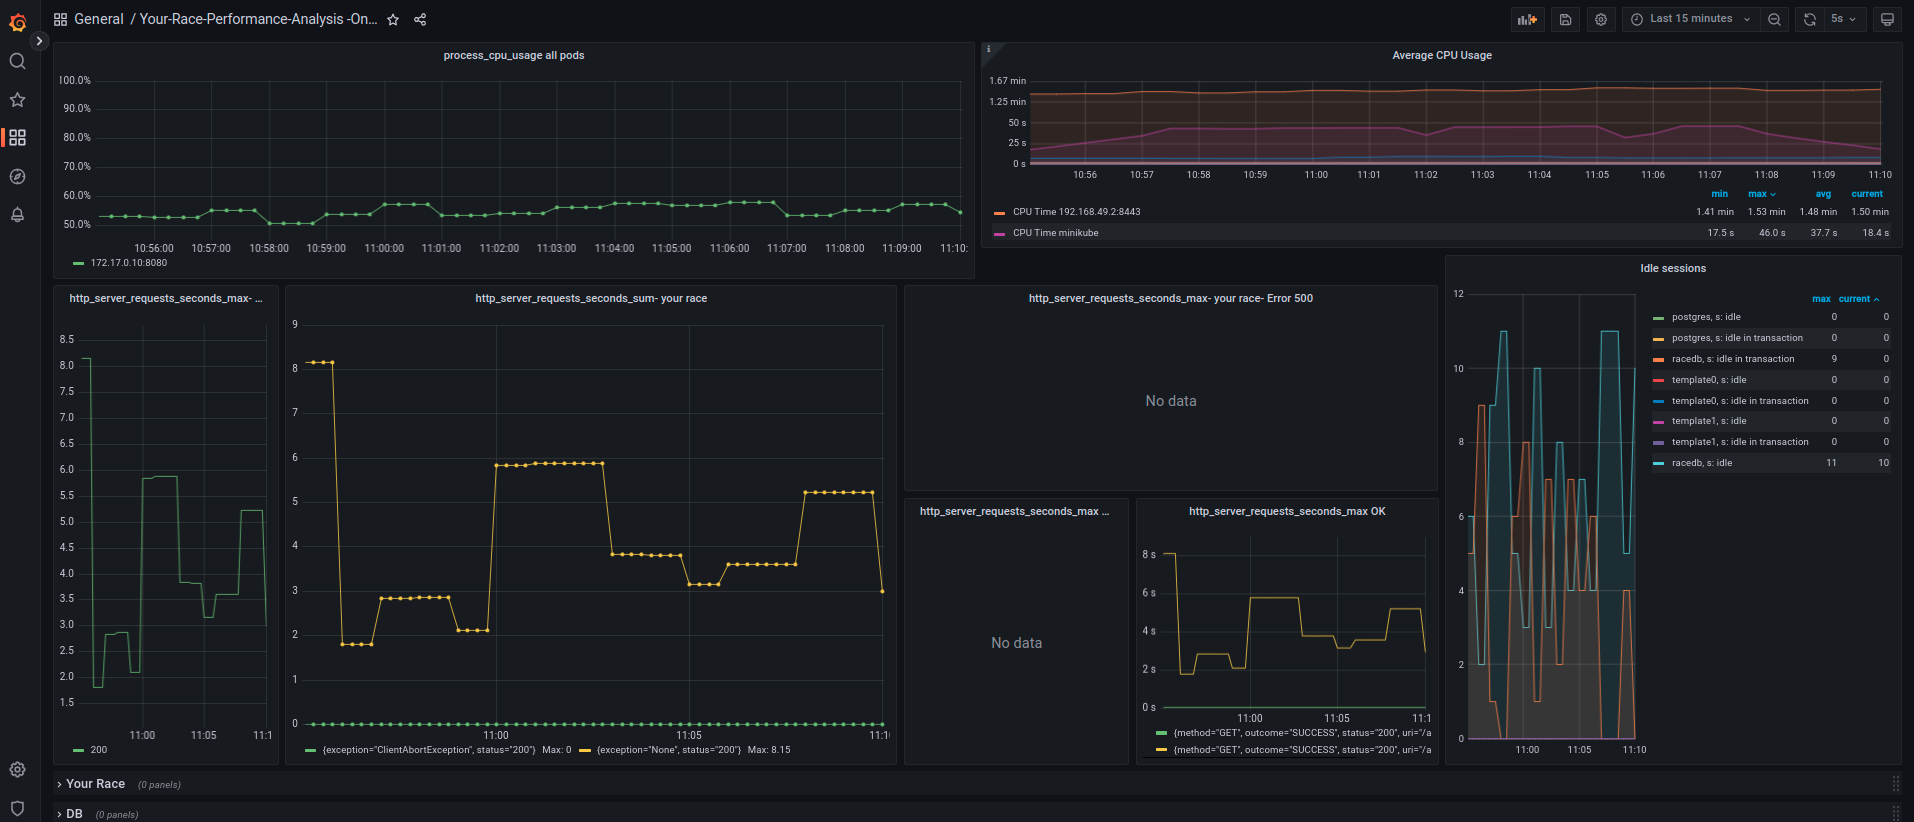 General / Your-Race-Performance-Analysis -On...
Last 15 minutes
5s
process_cpu_usage all pods
100.0%
90.0%
80.0%
70.0%
60.0%
50.0%
10:56:00 10:57:00 10:58:00 10:59:00 11:00:00 11:01:00 11:02:00 11:03:00 11:04:00 11:05:00 11:06:00 11:07:00 11:08:00 11:09:00 11:10:
172.17.0.10:8080
i
Average CPU Usage
1.67 min
1.25 min
50 s
25 s
0 s
10:56 10:57 10:58 10:59 11:00 11:01 11:02 11:03 11:04 11:05 11:06 11:07 11:08 11:09 11:10
min max avg current
CPU Time 192.168.49.2:8443 1.41 min 1.53 min 1.48 min 1.50 min
CPU Time minikube 17.5 s 46.0 s 37.7 s 18.4 s
http_server_requests_seconds_max- ...
8.5
8.0
7.5
7.0
6.5
6.0
5.5
5.0
4.5
4.0
3.5
3.0
2.5
2.0
1.5
11:00 11:05 11:1
200
http_server_requests_seconds_sum- your race
9
8
7
6
5
4
3
2
1
0
11:00 11:05 11:1
{exception="ClientAbortException", status="200"} Max: 0 {exception="None", status="200"} Max: 8.15
http_server_requests_seconds_max- your race- Error 500
No data
http_server_requests_seconds_max ...
No data
http_server_requests_seconds_max OK
8 s
6 s
4 s
2 s
0 s
11:00 11:05 11:1
{method="GET", outcome="SUCCESS", status="200", uri="/a
{method="GET", outcome="SUCCESS", status="200", uri="/a
Idle sessions
12
10
8
6
4
2
0
11:00 11:05 11:10
max current
postgres, s: idle 0 0
postgres, s: idle in transaction 0 0
racedb, s: idle in transaction 9 0
template0, s: idle 0 0
template0, s: idle in transaction 0 0
template1, s: idle 0 0
template1, s: idle in transaction 0 0
racedb, s: idle 11 10
Your Race (0 panels)
DB (0 panels)